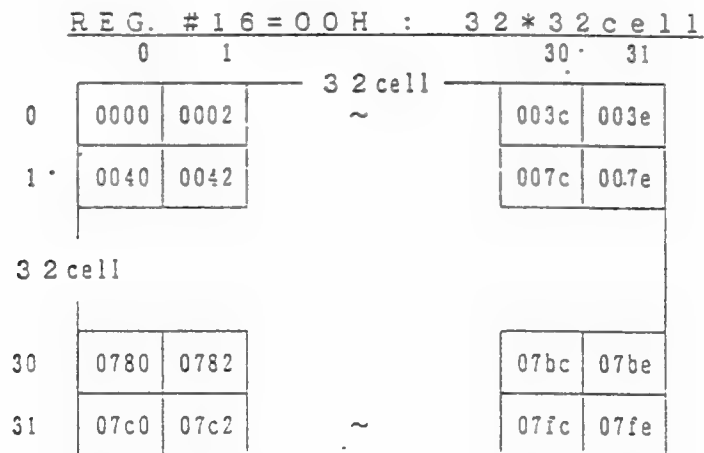 REG. #16=00H : 32*32cell
0 1 30 31
32cell
0 0000 0002 ~ 003c 003e
1 0040 0042 007c 007e
32cell
30 0780 0782 07bc 07be
31 07c0 07c2 ~ 07fc 07fe